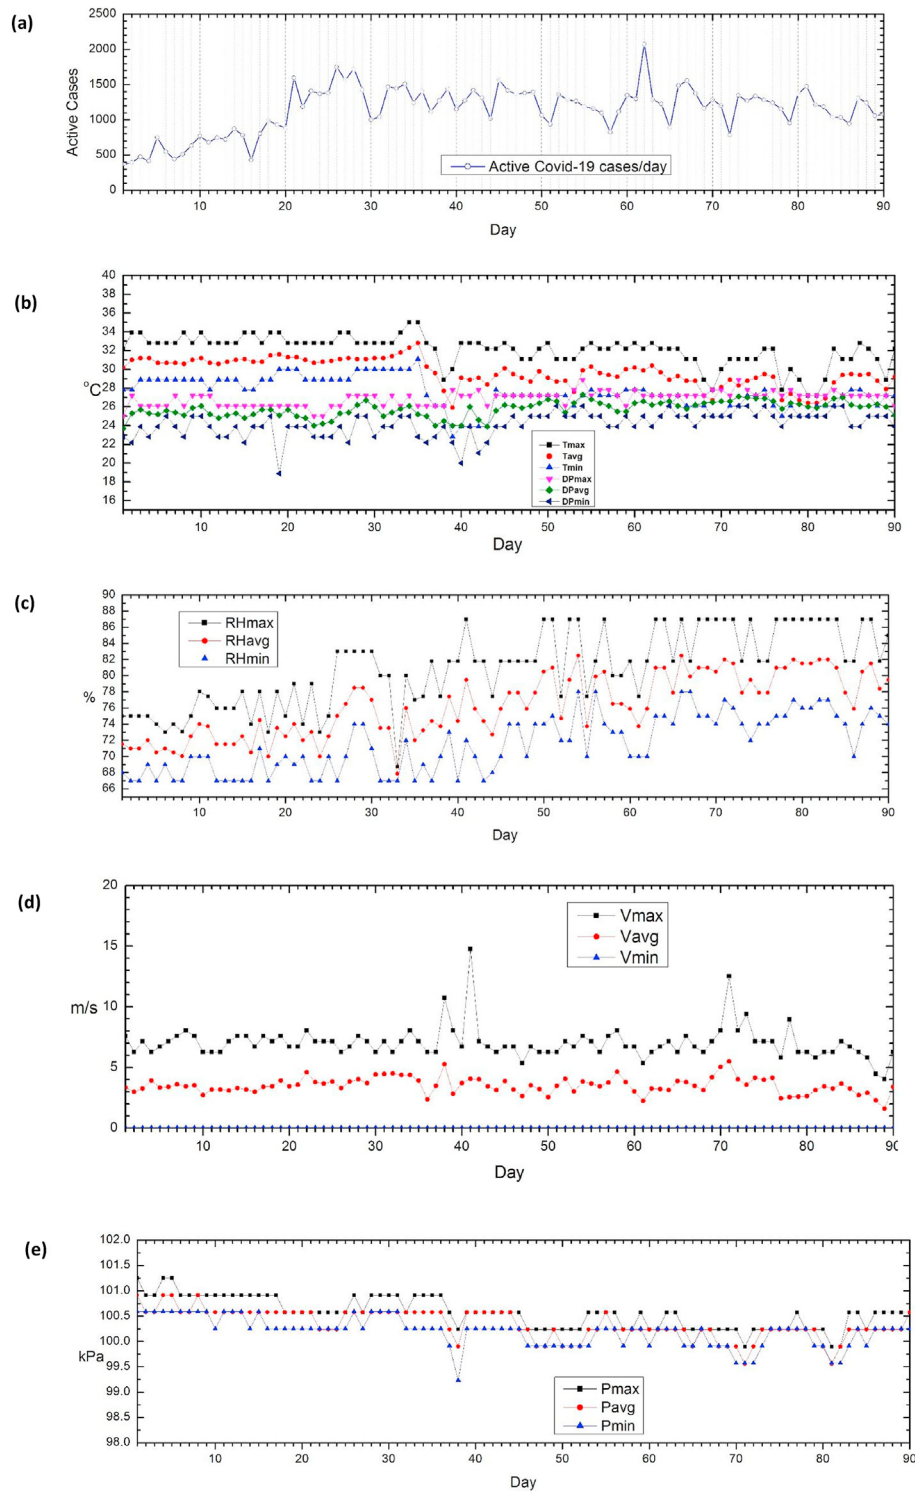 (a)
2500
2000
1500
1000
500
0
Active Cases
Active Covid-19 cases/day
10 20 30 40 50 60 70 80 90
Day
(b)
40
38
36
34
32
30
28
26
24
22
20
18
16
°C
Tmax
Tavg
Tmin
DPmax
DPavg
DPmin
10 20 30 40 50 60 70 80 90
Day
(c)
90
88
86
84
82
80
78
76
74
72
70
68
66
%
RHmax
RHavg
RHmin
10 20 30 40 50 60 70 80 90
Day
(d)
20
15
10
5
0
m/s
Vmax
Vavg
Vmin
10 20 30 40 50 60 70 80 90
Day
(e)
102.0
101.5
101.0
100.5
100.0
99.5
99.0
98.5
98.0
kPa
Pmax
Pavg
Pmin
10 20 30 40 50 60 70 80 90
Day